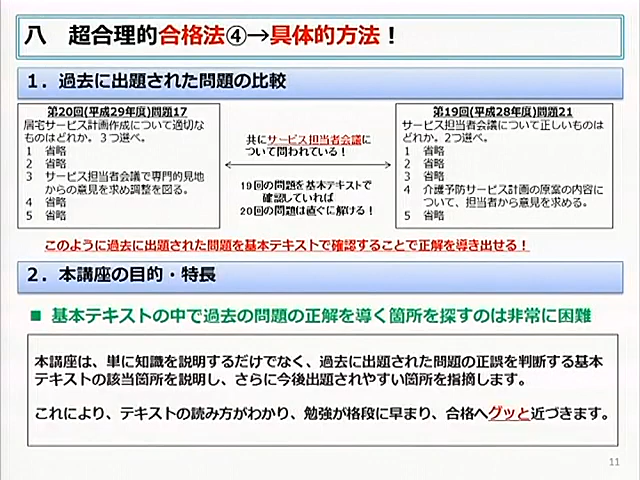 八　超合理的合格法④→具体的方法！
１．過去に出題された問題の比較
第20回(平成29年度)問題17
居宅サービス計画作成について適切な
ものはどれか。３つ選べ。
1　省略
2　省略
3　サービス担当者会議で専門的見地
からの意見を求め調整を図る。
4　省略
5　省略
共にサービス担当者会議に
ついて問われている！
19回の問題を基本テキストで
確認していれば
20回の問題は直ぐに解ける！
第19回(平成28年度)問題21
サービス担当者会議について正しいものは
どれか。2つ選べ。
1　省略
2　省略
3　省略
4　介護予防サービス計画の原案の内容に
ついて、担当者から意見を求める。
5　省略
このように過去に出題された問題を基本テキストで確認することで正解を導き出せる！
２．本講座の目的・特長
■ 基本テキストの中で過去の問題の正解を導く箇所を探すのは非常に困難
本講座は、単に知識を説明するだけでなく、過去に出題された問題の正誤を判断する基本
テキストの該当箇所を説明し、さらに今後出題されやすい箇所を指摘します。
これにより、テキストの読み方がわかり、勉強が格段に早まり、合格へグッと近づきます。
11